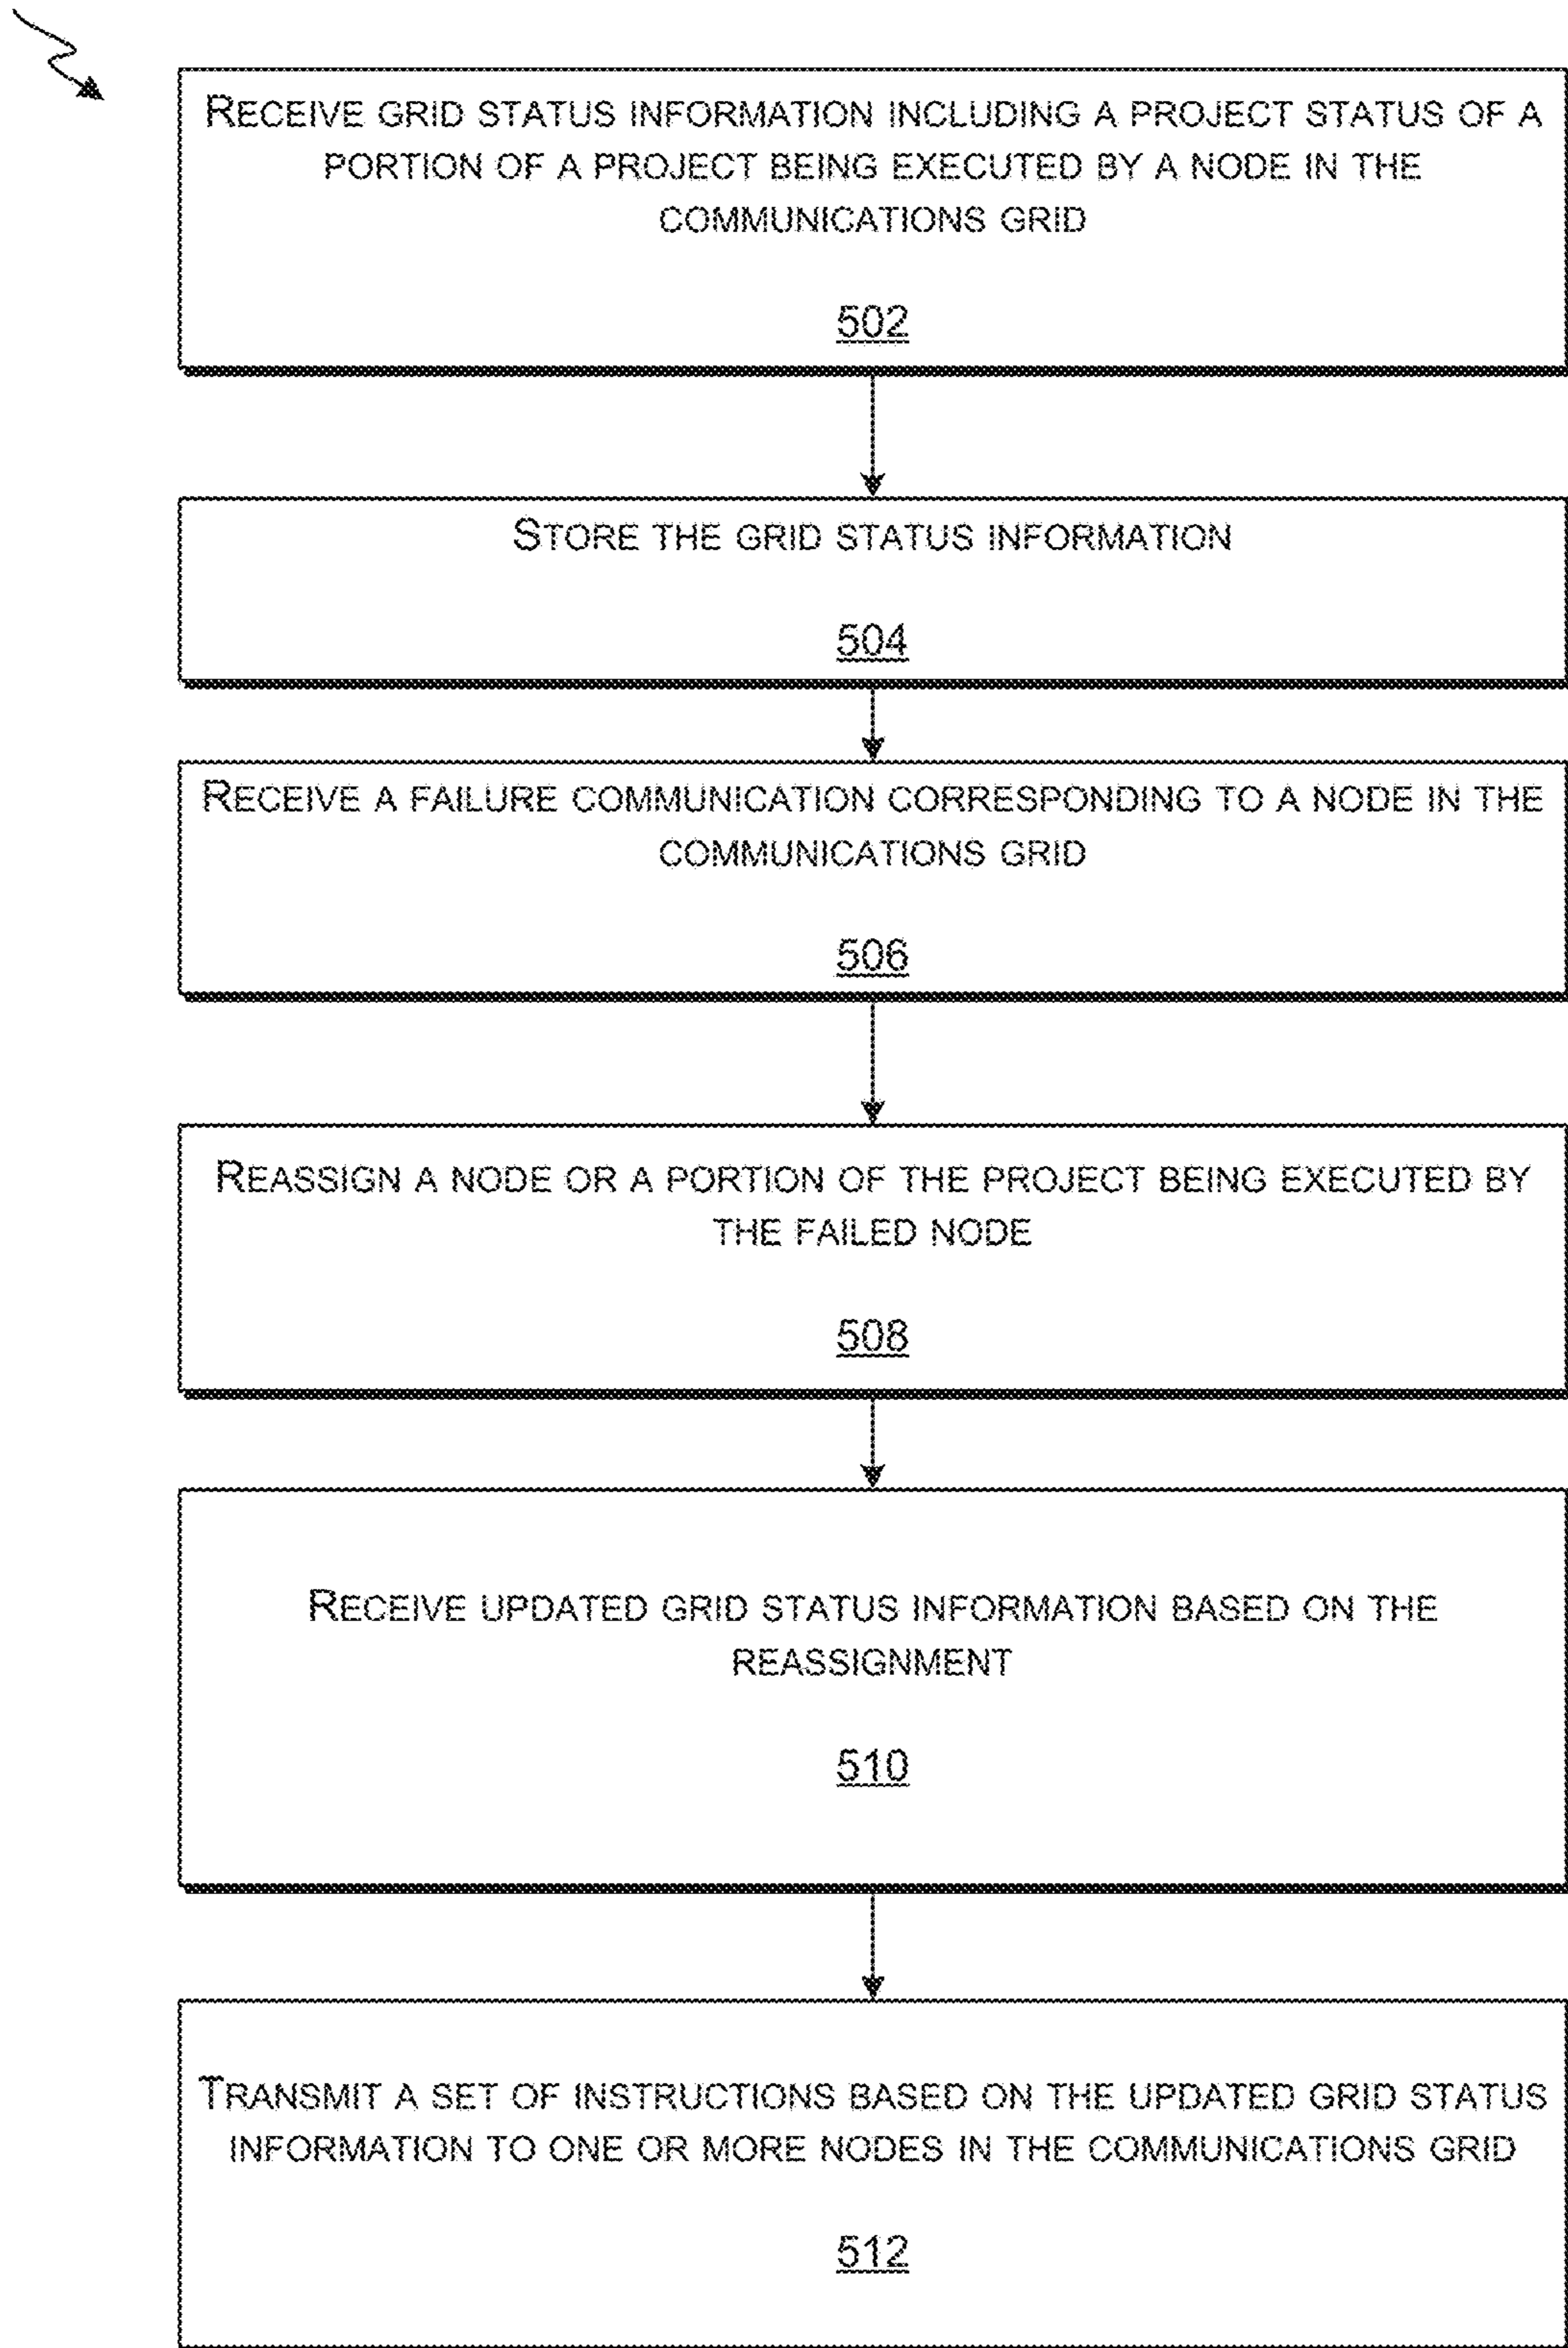 RECEIVE GRID STATUS INFORMATION INCLUDING A PROJECT STATUS OF A
PORTION OF A PROJECT BEING EXECUTED BY A NODE IN THE
COMMUNICATIONS GRID
502
STORE THE GRID STATUS INFORMATION
504
RECEIVE A FAILURE COMMUNICATION CORRESPONDING TO A NODE IN THE
COMMUNICATIONS GRID
506
REASSIGN A NODE OR A PORTION OF THE PROJECT BEING EXECUTED BY
THE FAILED NODE
508
RECEIVE UPDATED GRID STATUS INFORMATION BASED ON THE
REASSIGNMENT
510
TRANSMIT A SET OF INSTRUCTIONS BASED ON THE UPDATED GRID STATUS
INFORMATION TO ONE OR MORE NODES IN THE COMMUNICATIONS GRID
512